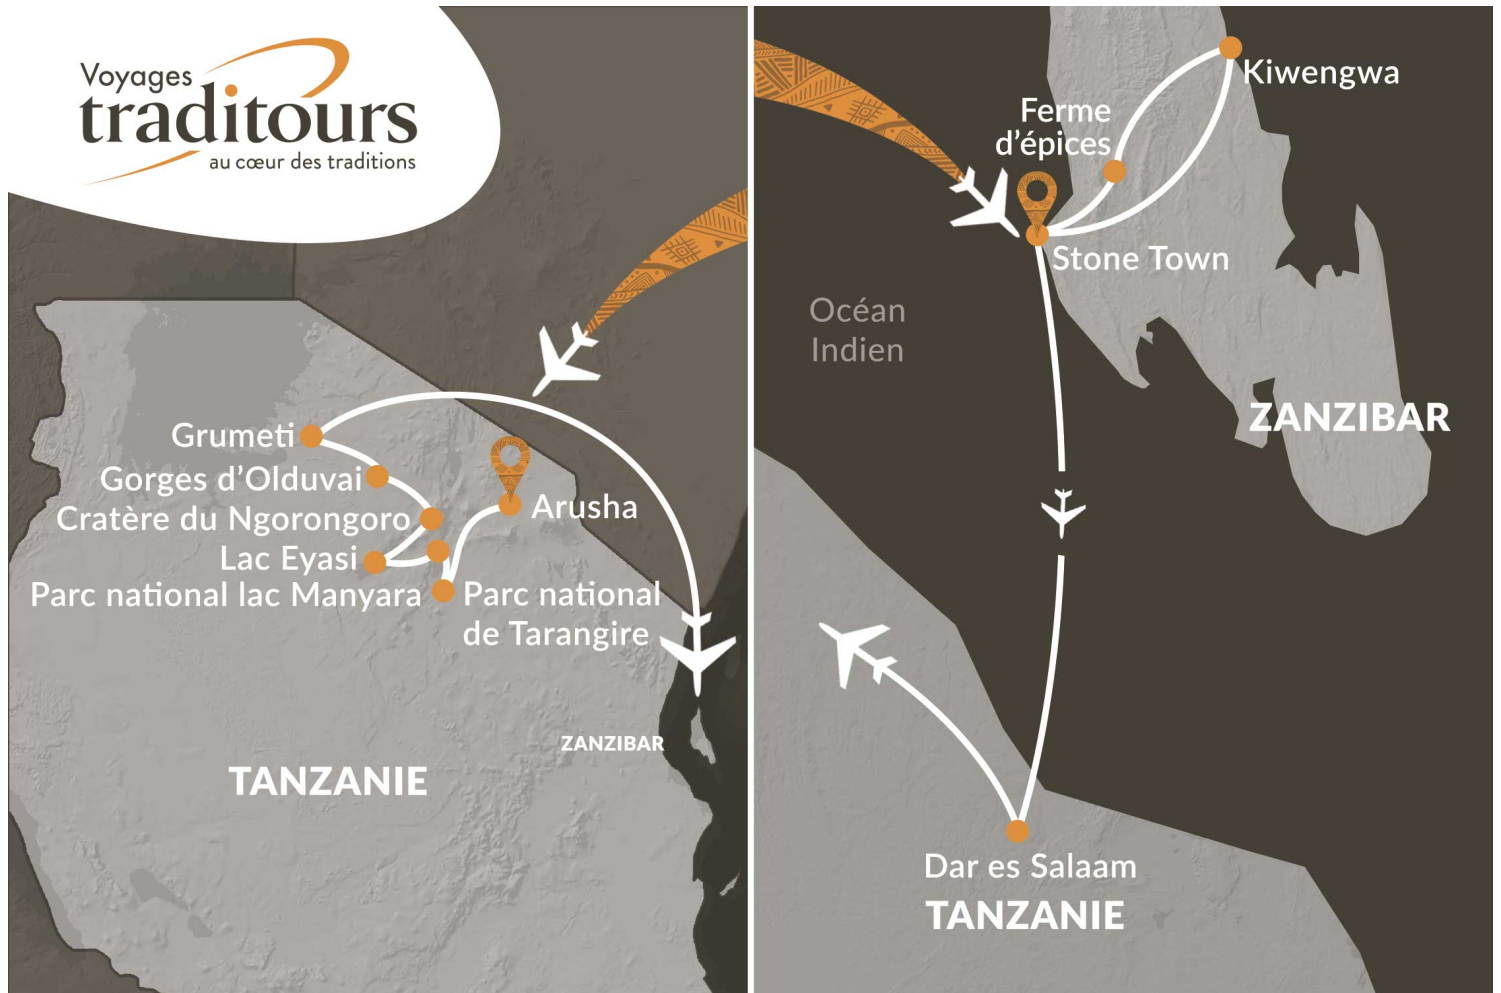 Voyages
traditours
au cœur des traditions
Grumeti
Gorges d'Olduvai
Cratère du Ngorongoro
Lac Eyasi
Parc national lac Manyara
Arusha
Parc national
de Tarangire
ZANZIBAR
TANZANIE
Kiwengwa
Ferme
d'épices
Stone Town
Océan
Indien
ZANZIBAR
Dar es Salaam
TANZANIE